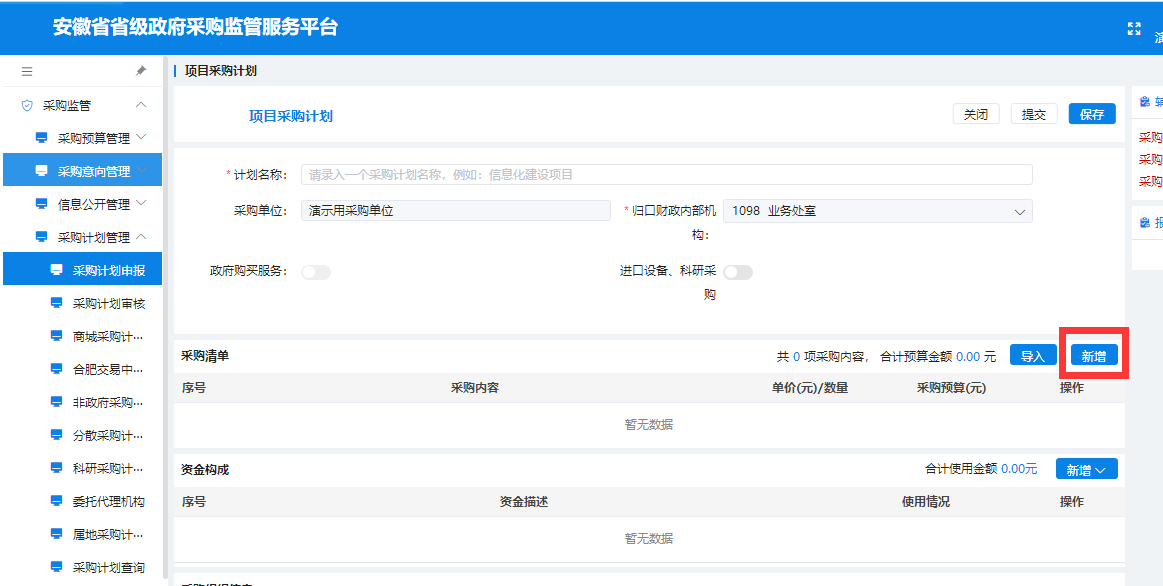 安徽省省级政府采购监管服务平台
演
项目采购计划
采购监管
采购预算管理
采购意向管理
信息公开管理
采购计划管理
采购计划申报
采购计划审核
商城采购计…
合肥交易中…
非政府采购…
分散采购计…
科研采购计…
委托代理机构
属地采购计…
采购计划查询
项目采购计划
关闭 提交 保存
* 计划名称： 请录入一个采购计划名称，例如：信息化建设项目
采购单位： 演示用采购单位 * 归口财政内部机构： 1098 业务处室
政府购买服务： 进口设备、科研采购
采购清单 共 0 项采购内容， 合计预算金额 0.00 元 导入 新增
序号 采购内容 单价(元)/数量 采购预算(元) 操作
暂无数据
资金构成 合计使用金额 0.00元 新增
序号 资金描述 使用情况 操作
暂无数据
采购
采购
采购
报